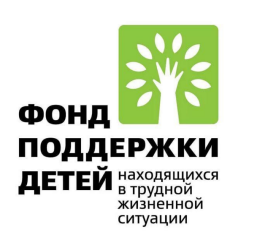 ФОНД
ПОДДЕРЖКИ
ДЕТЕЙ находящихся
в трудной
жизненной
ситуации